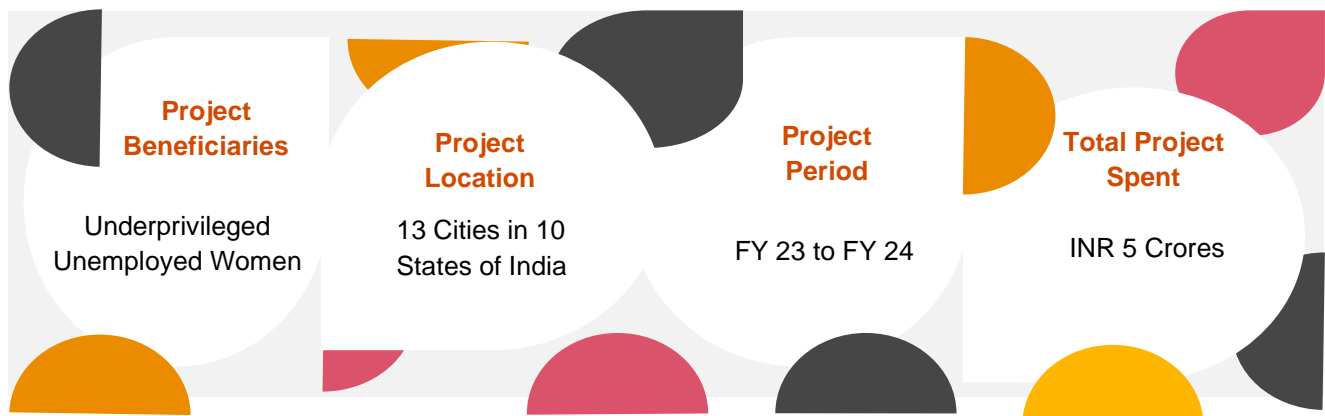 Project
Beneficiaries
Underprivileged
Unemployed Women
Project
Location
13 Cities in 10
States of India
Project
Period
FY 23 to FY 24
Total Project
Spent
INR 5 Crores